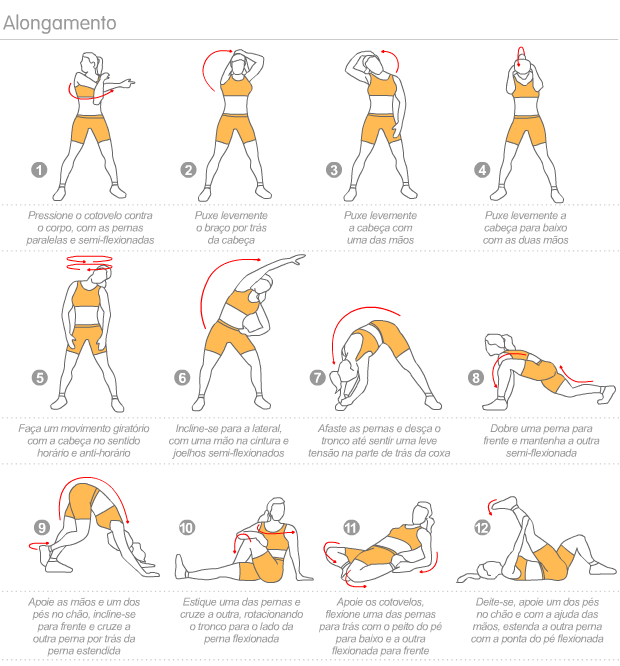 Alongamento
1
2
3
4
Pressione o cotovelo contra
o corpo, com as pernas
paralelas e semi-flexionadas
Puxe levemente
o braço por trás
da cabeça
Puxe levemente
a cabeça com
uma das mãos
Puxe levemente a
cabeça para baixo
com as duas mãos
5
6
7
8
Faça um movimento giratório
com a cabeça no sentido
horário e anti-horário
Incline-se para a lateral,
com uma mão na cintura e
joelhos semi-flexionados
Afaste as pernas e desça o
tronco até sentir uma leve
tensão na parte de trás da coxa
Dobre uma perna para
frente e mantenha a outra
semi-flexionada
9
10
11
12
Apoie as mãos e um dos
pés no chão, incline-se
para frente e cruze a
outra perna por trás da
perna estendida
Estique uma das pernas e
cruze a outra, rotacionando
o tronco para o lado da
perna flexionada
Apoie os cotovelos,
flexione uma das pernas
para trás com o peito do pé
para baixo e a outra
flexionada para frente
Deite-se, apoie um dos pés
no chão e com a ajuda das
mãos, estenda a outra perna
com a ponta do pé flexionada